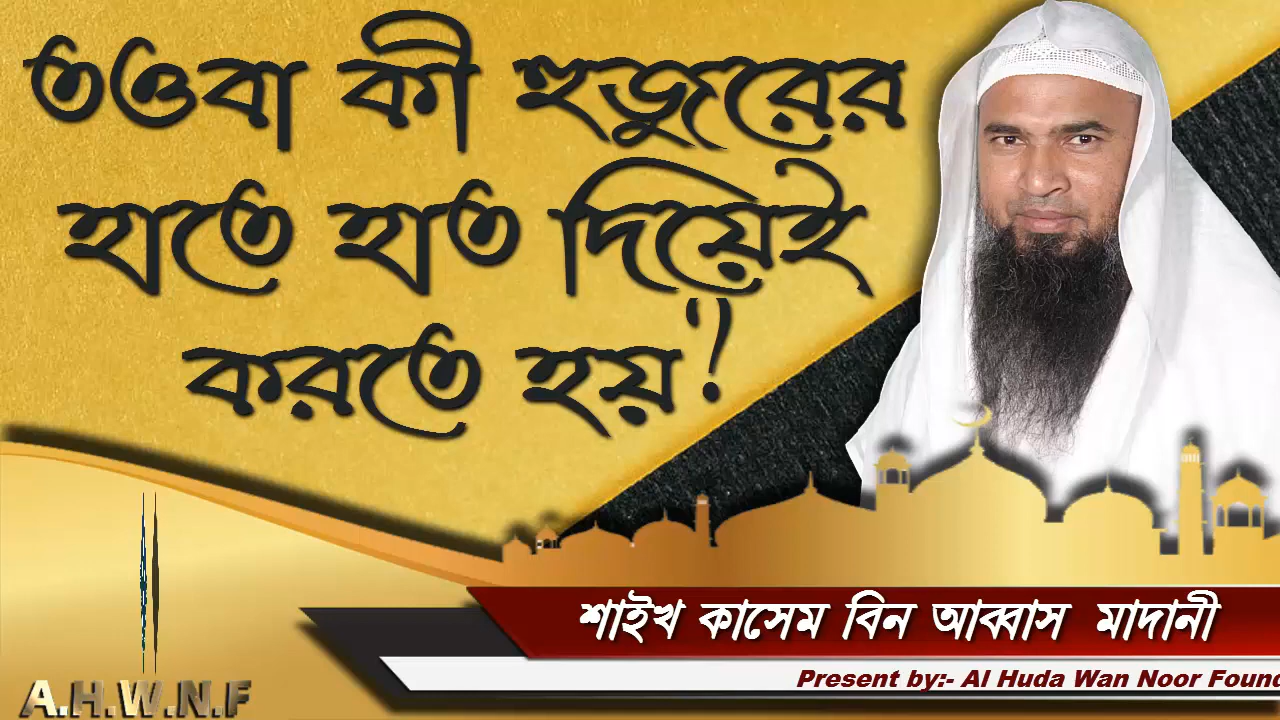 তওবা কী হুজুরের
হাতে হাত দিয়েই
করতে হয়?
শাইখ কাসেম বিন আব্বাস মাদানী
Present by:- Al Huda Wan Noor Found
A.H.W.N.F